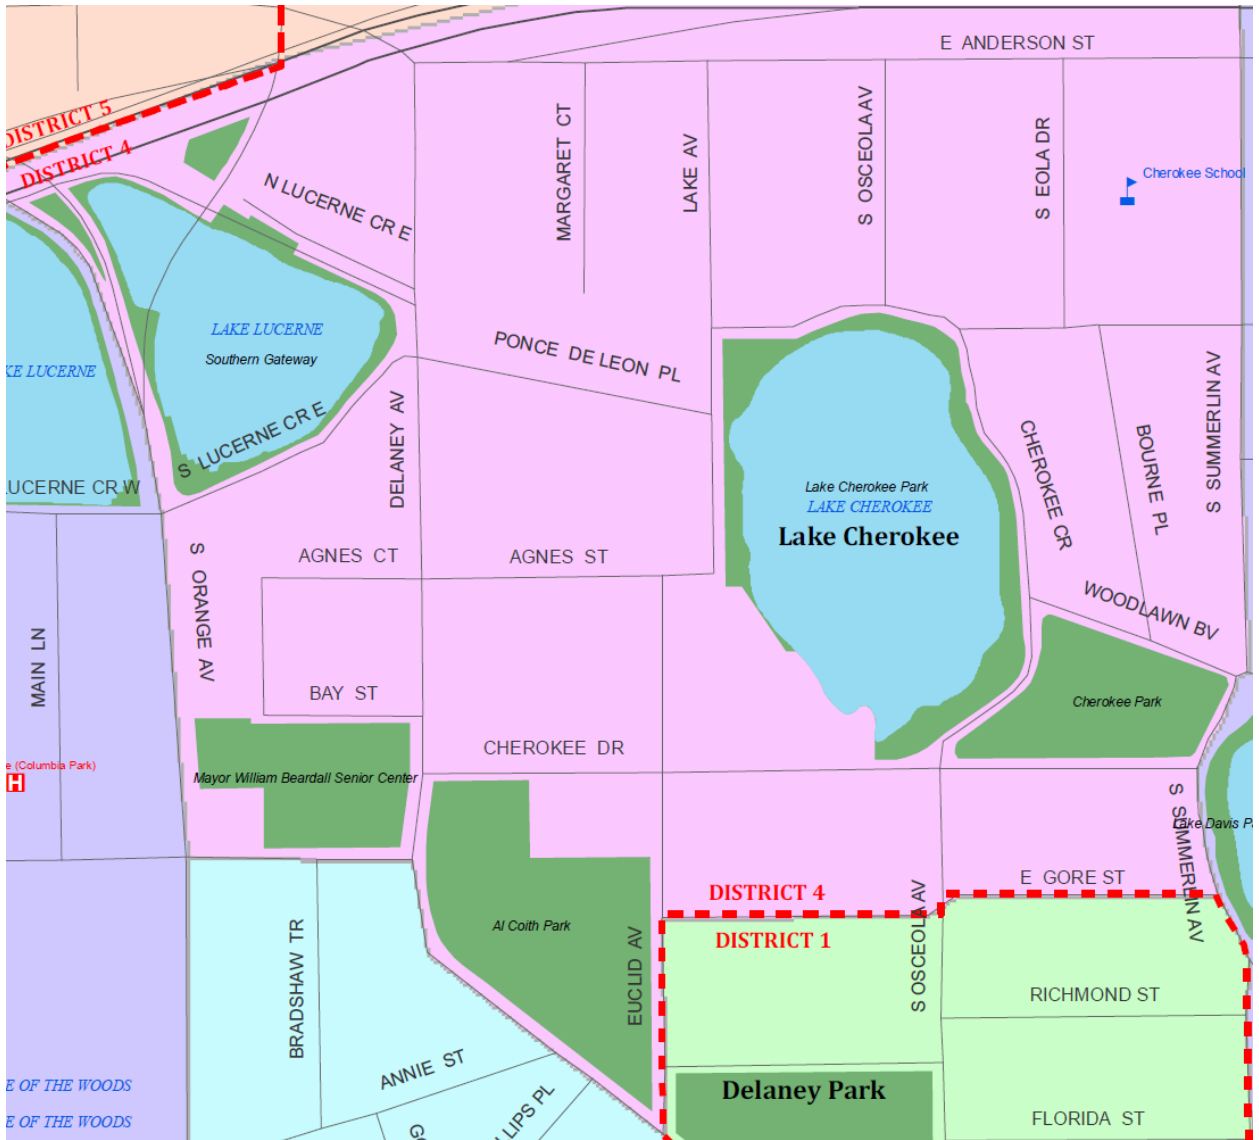 E ANDERSON ST
DISTRICT 5
DISTRICT 4
MARGARET CT
LAKE AV
S OSCEOLA AV
S EOLA DR
Cherokee School
N LUCERNE CR E
LAKE LUCERNE
Southern Gateway
KE LUCERNE
PONCE DE LEON PL
S LUCERNE CR E
DELANEY AV
CHEROKEE CR
BOURNE PL
S SUMMERLIN AV
LUCERNE CR W
Lake Cherokee Park
LAKE CHEROKEE
Lake Cherokee
AGNES CT
AGNES ST
S ORANGE AV
MAIN LN
WOODLAWN BV
BAY ST
Cherokee Park
CHEROKEE DR
e (Columbia Park)
H
Mayor William Beardall Senior Center
S SUMMERLIN AV
Lake Davis Pa
E GORE ST
DISTRICT 4
DISTRICT 1
Al Coith Park
EUCLID AV
S OSCEOLA AV
BRADSHAW TR
RICHMOND ST
ANNIE ST
E OF THE WOODS
Delaney Park
LLIPS PL
FLORIDA ST
E OF THE WOODS